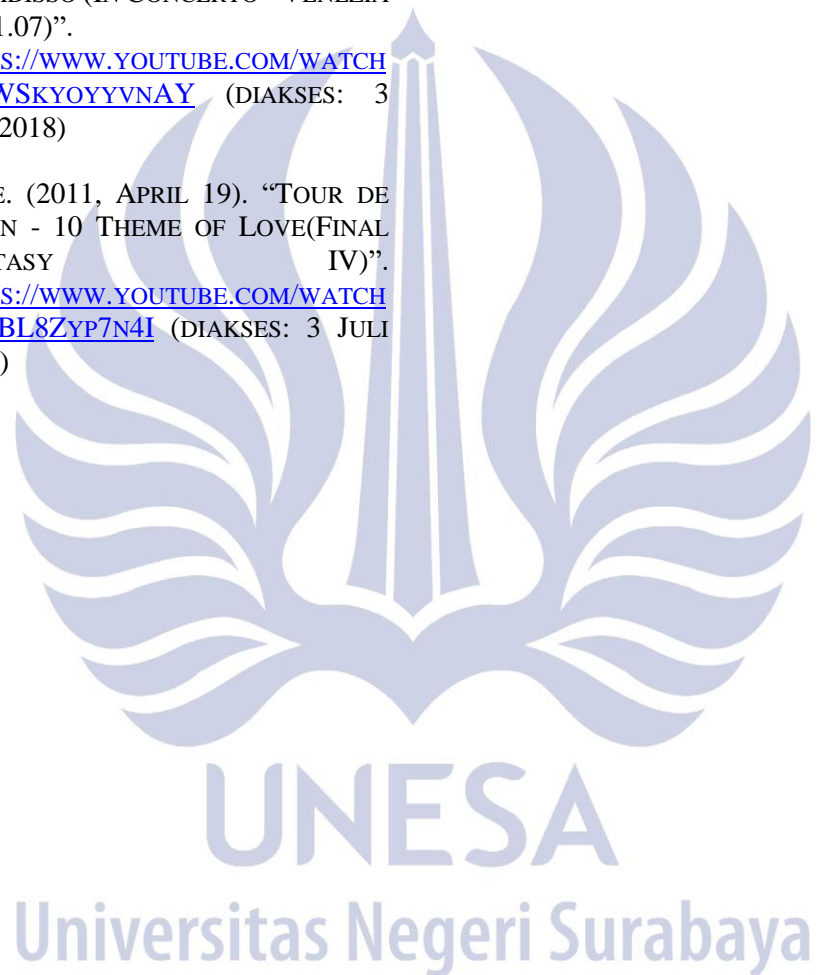 (IN CONCERTO – VENEZIA
1.07)”.
S://WWW.YOUTUBE.COM/WATCH
WSKYOYYVNAY (DIAKSES: 3
2018)
E. (2011, APRIL 19). “TOUR DE
N - 10 THEME OF LOVE(FINAL
TASY IV)”.
S://WWW.YOUTUBE.COM/WATCH
BL8ZYP7N4I (DIAKSES: 3 JULI
)
UNESA
Universitas Negeri Surabaya